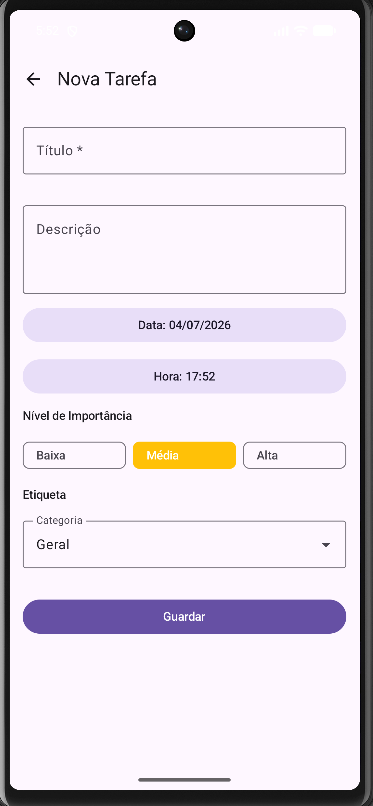 Nova Tarefa
Título *
Descrição
Data: 04/07/2026
Hora: 17:52
Nível de Importância
Baixa
Média
Alta
Etiqueta
Categoria
Geral
Guardar